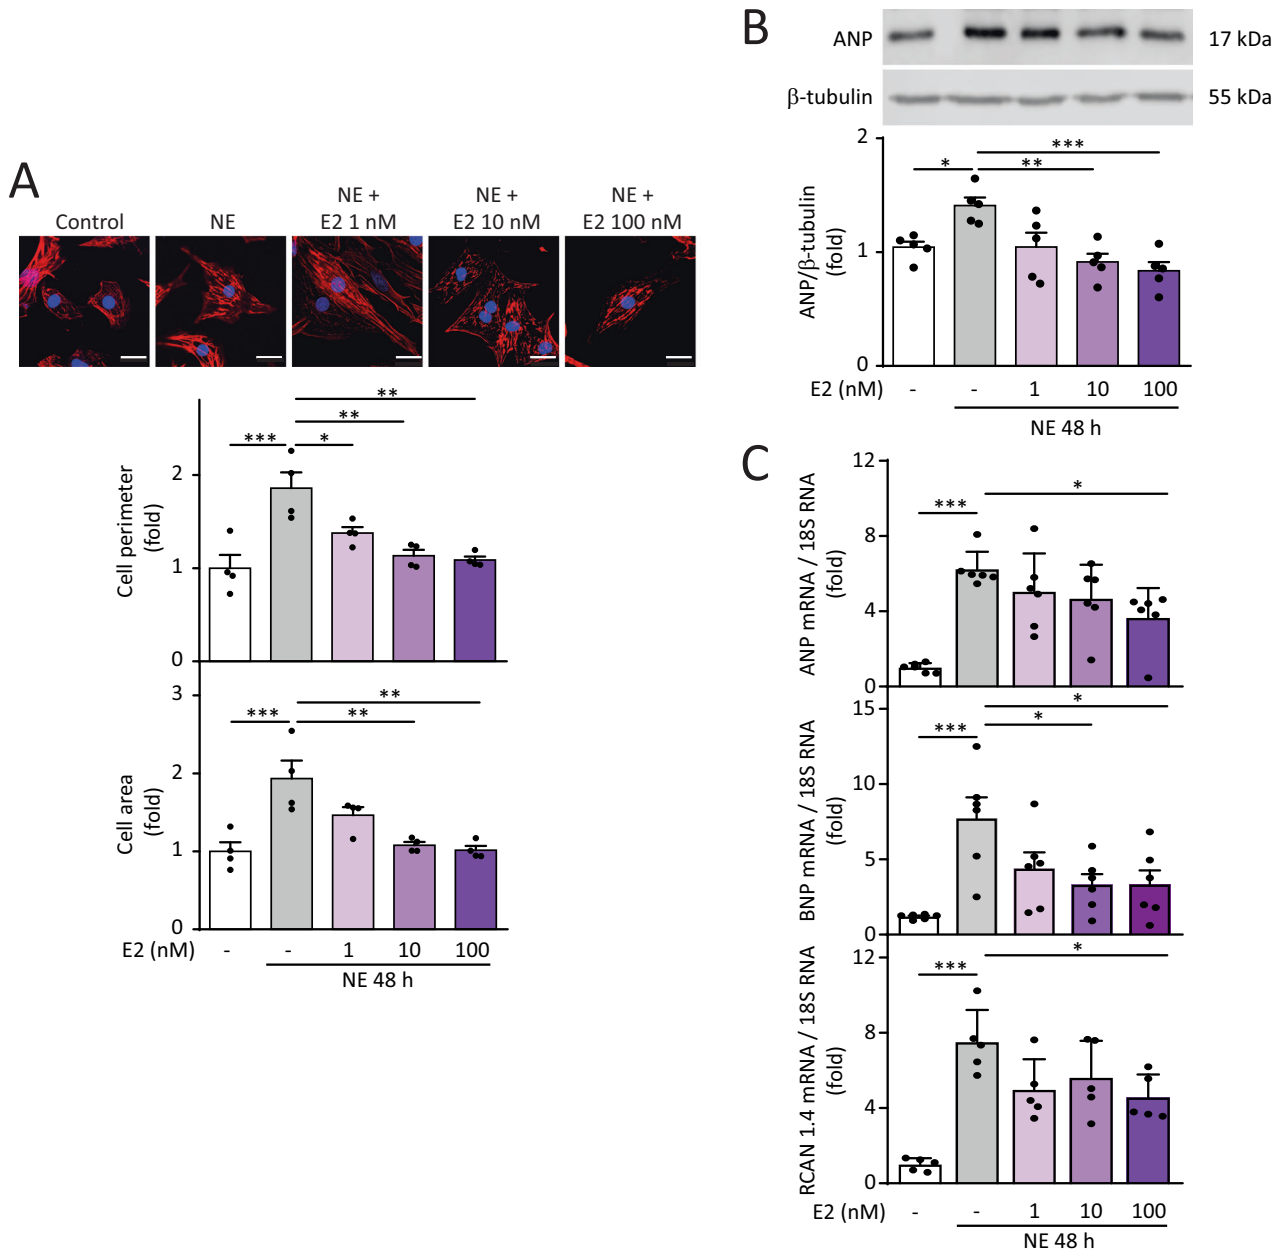 A
Control
NE
NE +
E2 1 nM
NE +
E2 10 nM
NE +
E2 100 nM
Cell perimeter
(fold)
2
1
0
***
*
**
**
Cell area
(fold)
3
2
1
0
***
**
**
E2 (nM) - - 1 10 100
NE 48 h
B
ANP 17 kDa
β-tubulin 55 kDa
ANP/β-tubulin
(fold)
2
1
0
*
**
***
E2 (nM) - - 1 10 100
NE 48 h
C
ANP mRNA / 18S RNA
(fold)
12
8
4
0
***
*
BNP mRNA / 18S RNA
(fold)
15
10
5
0
***
*
*
RCAN 1.4 mRNA / 18S RNA
(fold)
12
8
4
0
***
*
E2 (nM) - - 1 10 100
NE 48 h